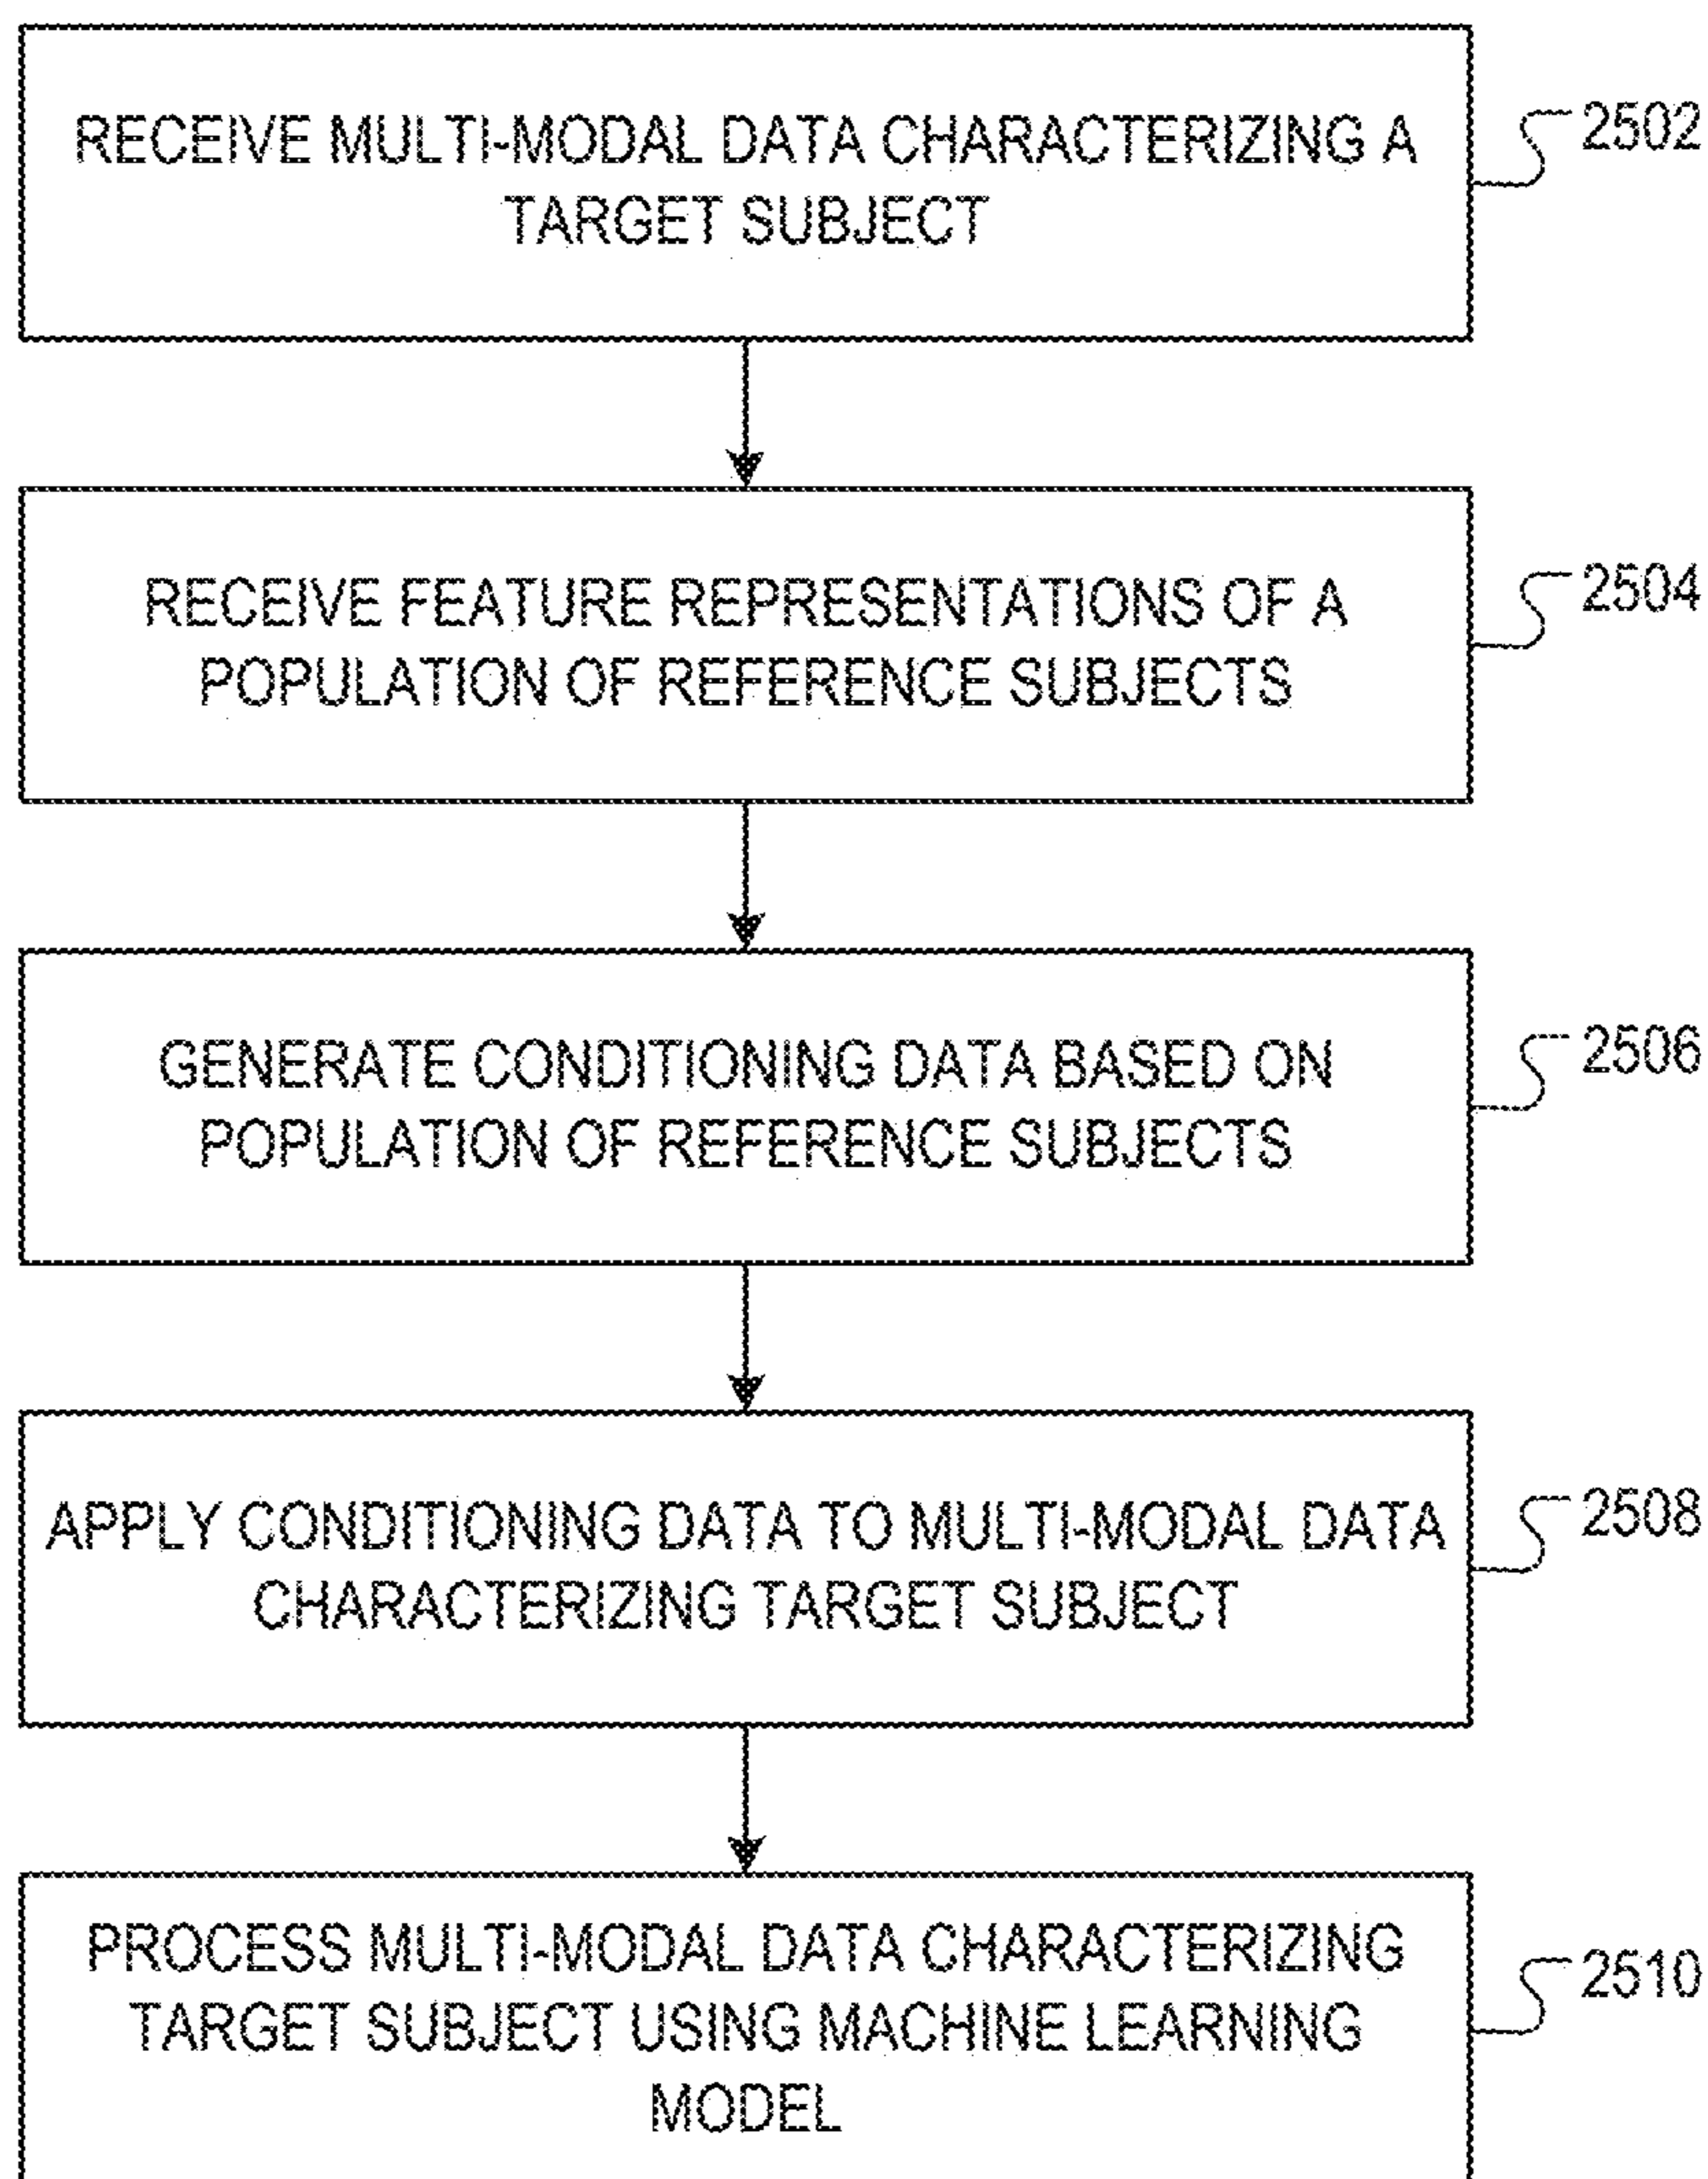 RECEIVE MULTI-MODAL DATA CHARACTERIZING A
TARGET SUBJECT
2502
RECEIVE FEATURE REPRESENTATIONS OF A
POPULATION OF REFERENCE SUBJECTS
2504
GENERATE CONDITIONING DATA BASED ON
POPULATION OF REFERENCE SUBJECTS
2506
APPLY CONDITIONING DATA TO MULTI-MODAL DATA
CHARACTERIZING TARGET SUBJECT
2508
PROCESS MULTI-MODAL DATA CHARACTERIZING
TARGET SUBJECT USING MACHINE LEARNING
MODEL
2510